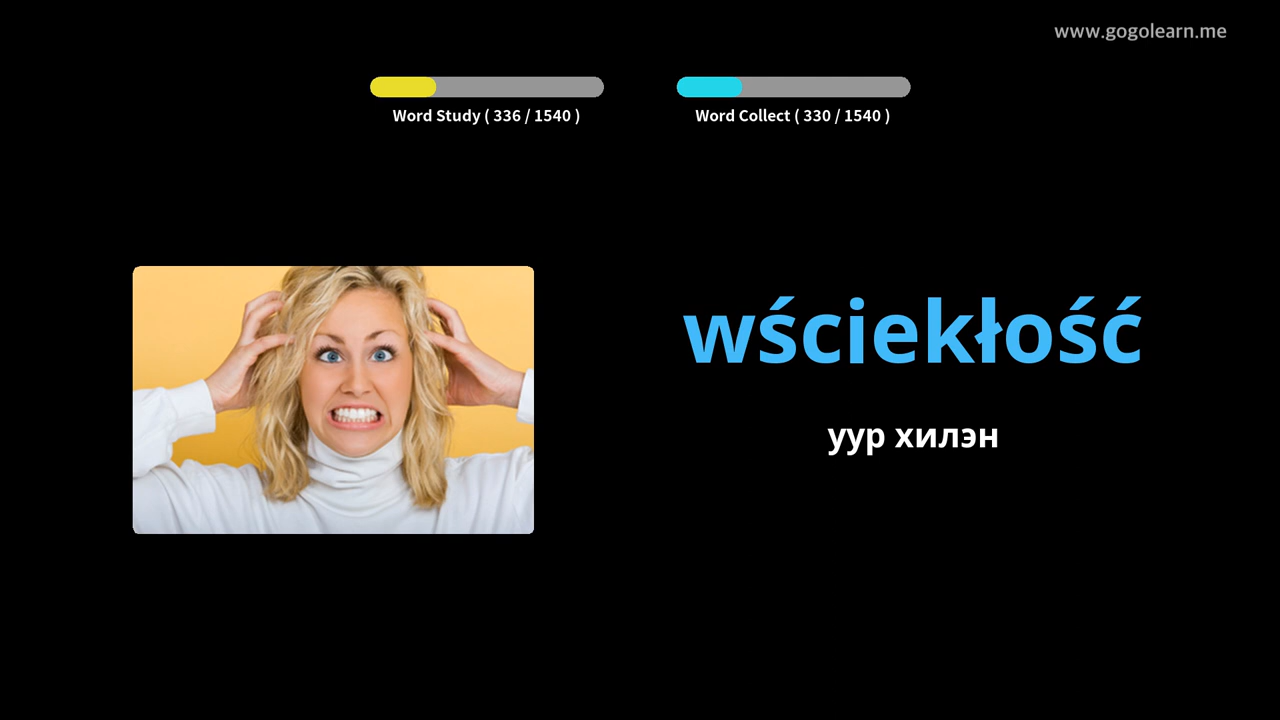 www.gogolearn.me
Word Study ( 336 / 1540 )
Word Collect ( 330 / 1540 )
wściekłość
уур хилэн